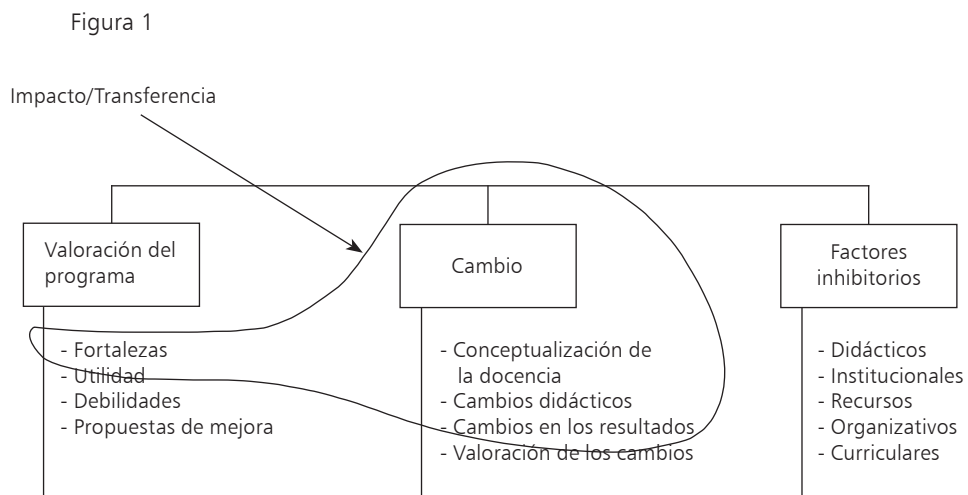 Figura 1
Impacto/Transferencia
Valoración del
programa
- Fortalezas
- Utilidad
- Debilidades
- Propuestas de mejora
Cambio
- Conceptualización de
la docencia
- Cambios didácticos
- Cambios en los resultados
- Valoración de los cambios
Factores
inhibitorios
- Didácticos
- Institucionales
- Recursos
- Organizativos
- Curriculares